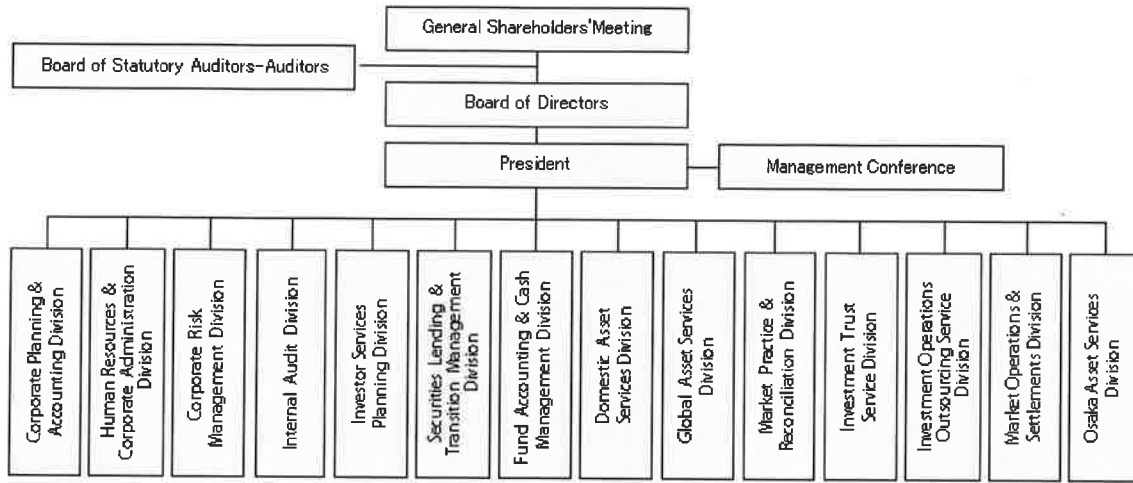 General Shareholders'Meeting
Board of Statutory Auditors-Auditors
Board of Directors
President
Management Conference
Corporate Planning &
Accounting Division
Human Resources &
Corporate Administration
Division
Corporate Risk
Management Division
Internal Audit Division
Investor Services
Planning Division
Securities Lending &
Transition Management
Division
Fund Accounting & Cash
Management Division
Domestic Asset
Services Division
Global Asset Services
Division
Market Practice &
Reconciliation Division
Investment Trust
Service Division
Investment Operations
Outsourcing Service
Division
Market Operations &
Settlements Division
Osaka Asset Services
Division